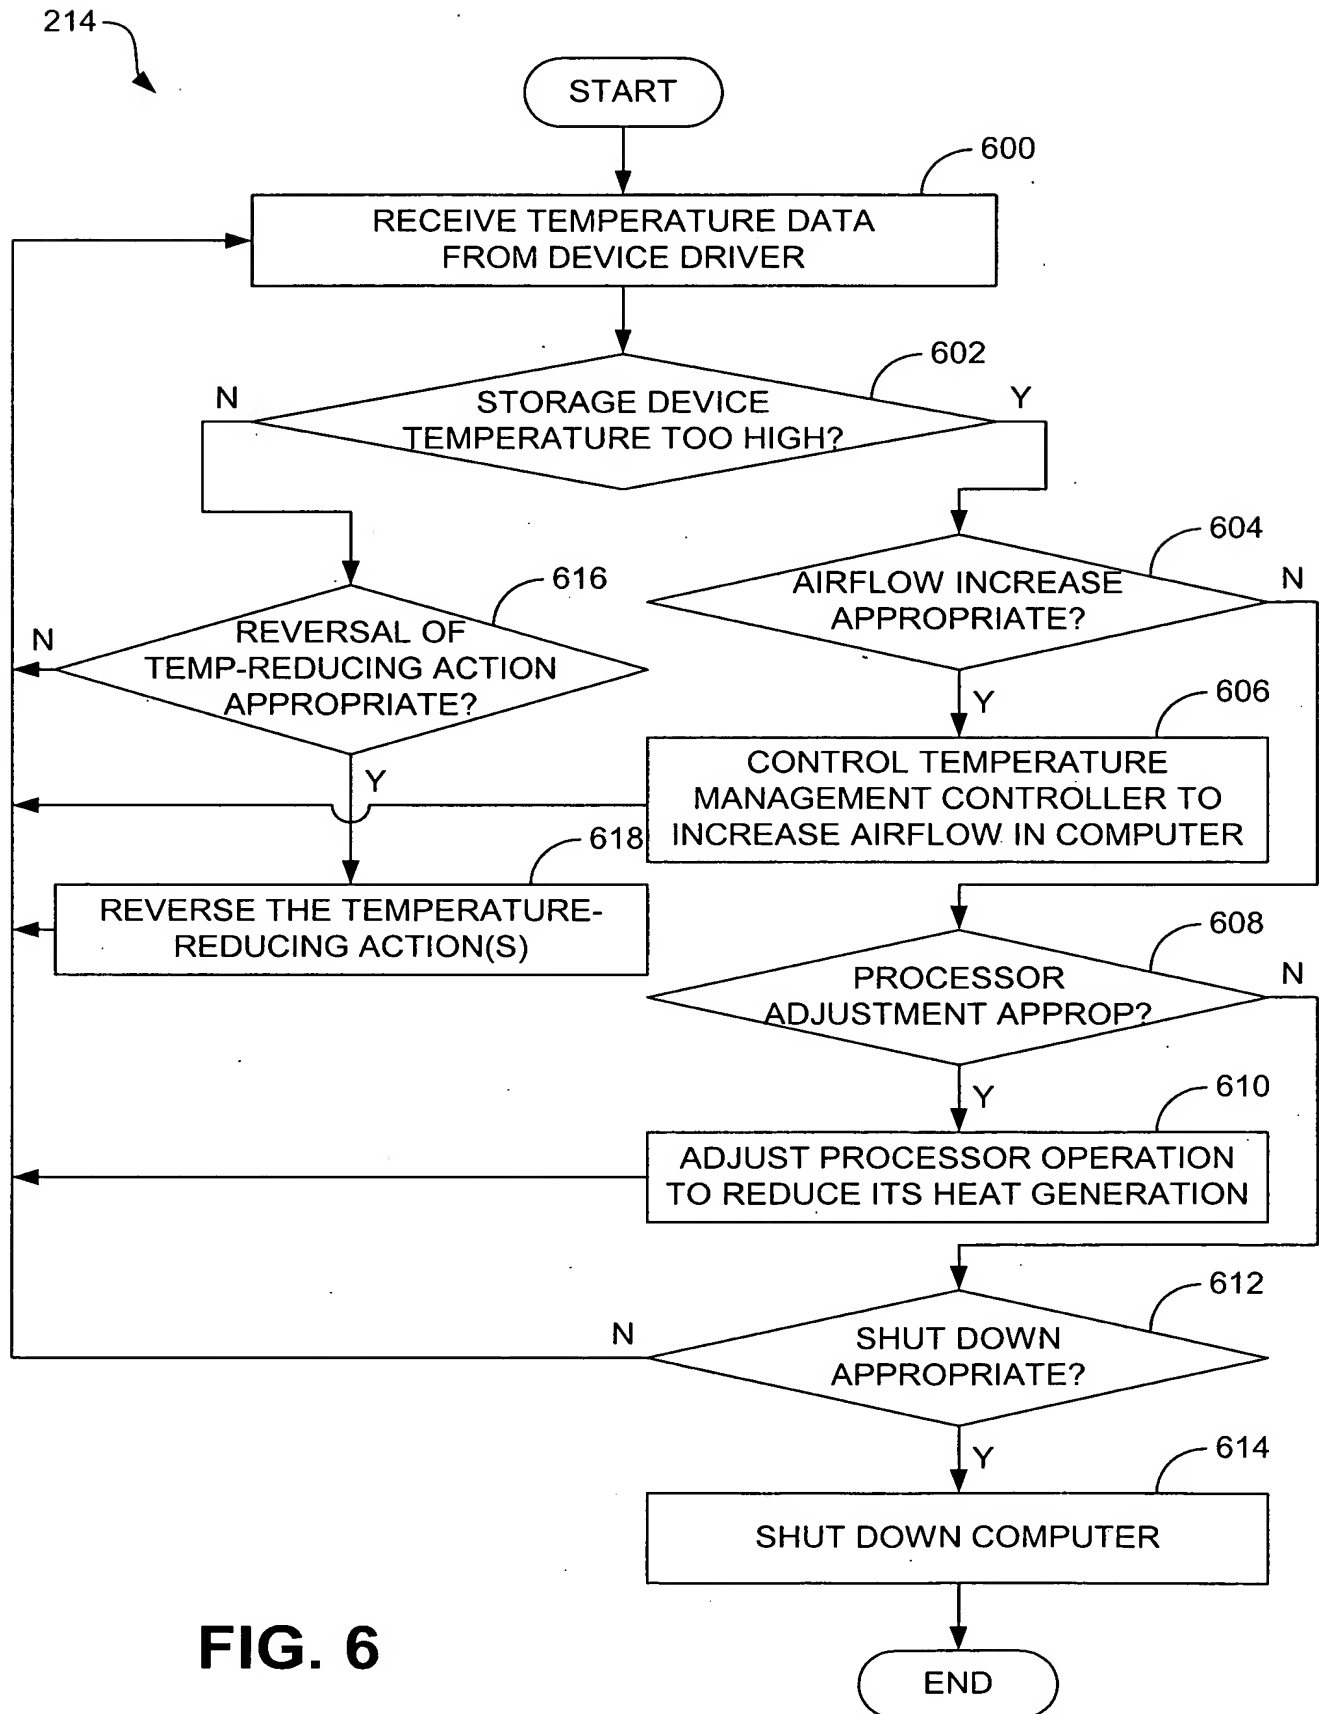 214
START
600
RECEIVE TEMPERATURE DATA
FROM DEVICE DRIVER
602
N
STORAGE DEVICE
TEMPERATURE TOO HIGH?
Y
604
AIRFLOW INCREASE
APPROPRIATE?
N
616
N
REVERSAL OF
TEMP-REDUCING ACTION
APPROPRIATE?
Y
606
Y
CONTROL TEMPERATURE
MANAGEMENT CONTROLLER TO
INCREASE AIRFLOW IN COMPUTER
618
REVERSE THE TEMPERATURE-
REDUCING ACTION(S)
608
PROCESSOR
ADJUSTMENT APPROP?
N
Y
610
ADJUST PROCESSOR OPERATION
TO REDUCE ITS HEAT GENERATION
612
N
SHUT DOWN
APPROPRIATE?
Y
614
SHUT DOWN COMPUTER
FIG. 6
END